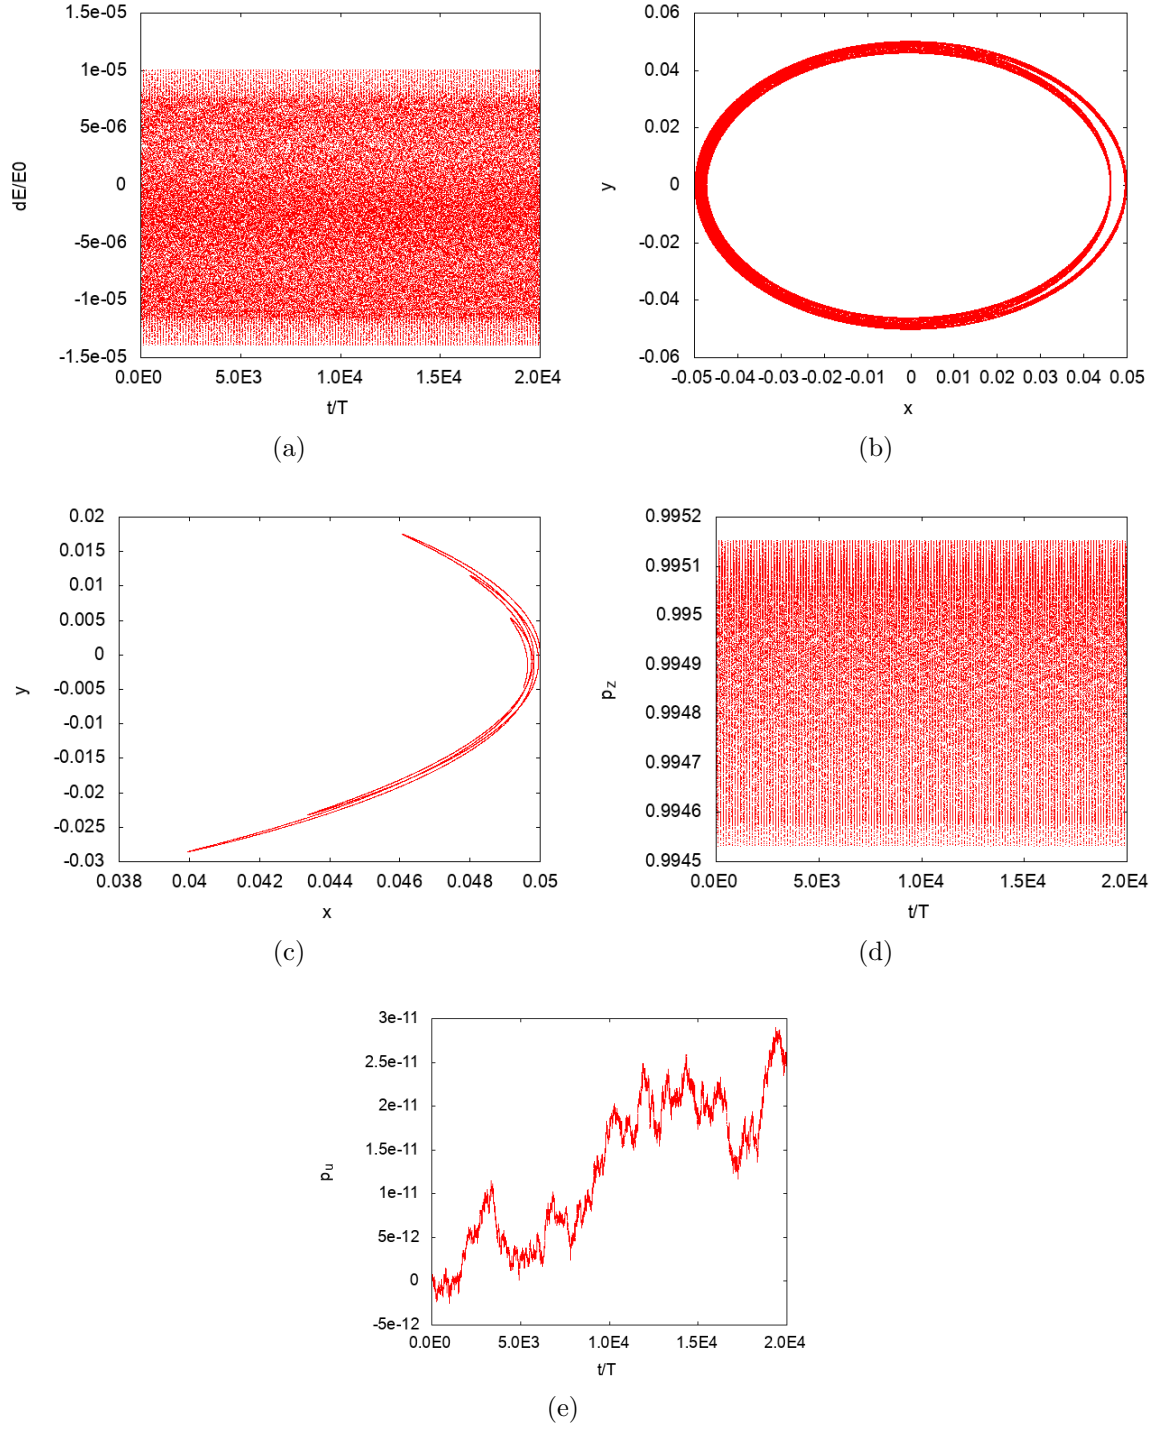 1.5e-05
1e-05
5e-06
0
-5e-06
-1e-05
-1.5e-05
dE/E0
0.0E0 5.0E3 1.0E4 1.5E4 2.0E4
t/T
(a)
0.06
0.04
0.02
0
-0.02
-0.04
-0.06
y
-0.05 -0.04 -0.03 -0.02 -0.01 0 0.01 0.02 0.03 0.04 0.05
x
(b)
0.02
0.015
0.01
0.005
0
-0.005
-0.01
-0.015
-0.02
-0.025
-0.03
y
0.038 0.04 0.042 0.044 0.046 0.048 0.05
x
(c)
0.9952
0.9951
0.995
0.9949
0.9948
0.9947
0.9946
0.9945
pz
0.0E0 5.0E3 1.0E4 1.5E4 2.0E4
t/T
(d)
3e-11
2.5e-11
2e-11
1.5e-11
1e-11
5e-12
0
-5e-12
pu
0.0E0 5.0E3 1.0E4 1.5E4 2.0E4
t/T
(e)